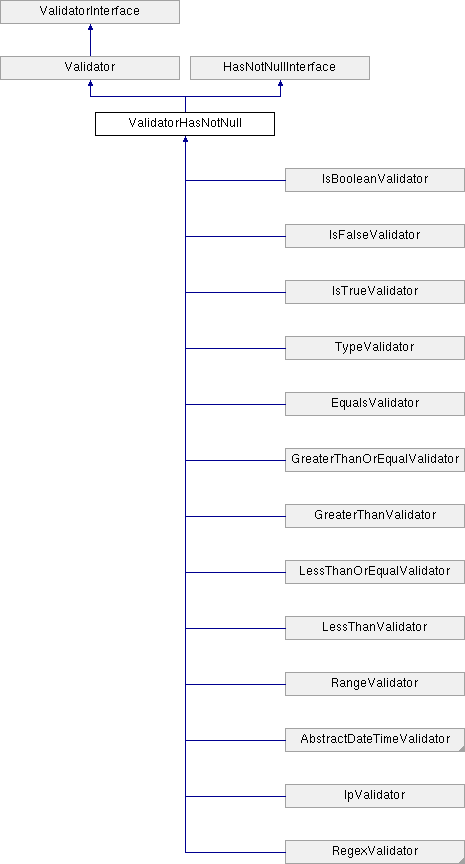 ValidatorInterface
Validator
HasNotNullInterface
ValidatorHasNotNull
IsBooleanValidator
IsFalseValidator
IsTrueValidator
TypeValidator
EqualsValidator
GreaterThanOrEqualValidator
GreaterThanValidator
LessThanOrEqualValidator
LessThanValidator
RangeValidator
AbstractDateTimeValidator
IpValidator
RegexValidator